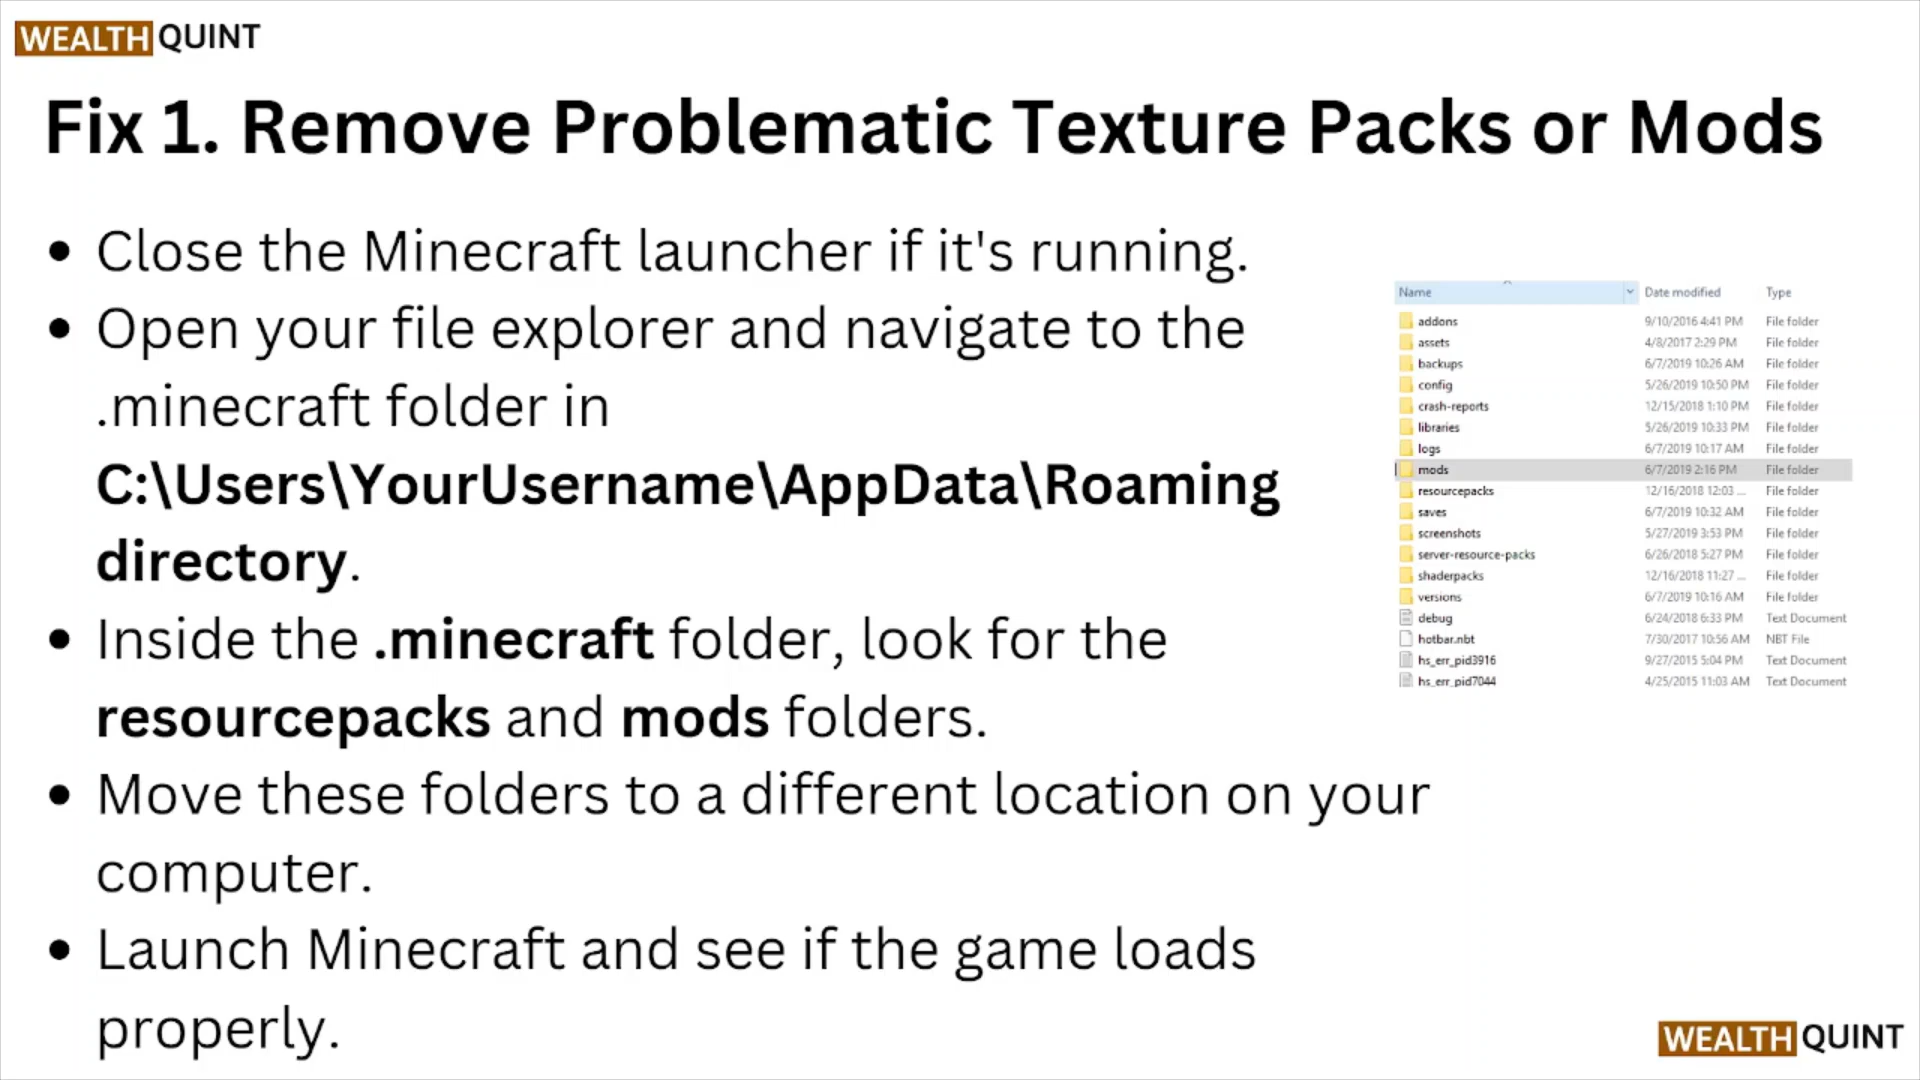 WEALTH QUINT
Fix 1. Remove Problematic Texture Packs or Mods
• Close the Minecraft launcher if it's running.
• Open your file explorer and navigate to the
.minecraft folder in
C:\Users\YourUsername\AppData\Roaming
directory.
• Inside the .minecraft folder, look for the
resourcepacks and mods folders.
• Move these folders to a different location on your
computer.
• Launch Minecraft and see if the game loads
properly.
Name Date modified Type
addons 9/10/2016 4:41 PM File folder
assets 4/8/2017 2:29 PM File folder
backups 6/7/2019 10:26 AM File folder
config 5/26/2019 10:50 PM File folder
crash-reports 12/15/2018 1:10 PM File folder
libraries 5/26/2019 10:33 PM File folder
logs 6/7/2019 10:17 AM File folder
mods 6/7/2019 2:16 PM File folder
resourcepacks 12/16/2018 12:03 ... File folder
saves 6/7/2019 10:32 AM File folder
screenshots 5/27/2019 3:53 PM File folder
server-resource-packs 6/26/2018 5:27 PM File folder
shaderpacks 12/16/2018 11:27 ... File folder
versions 6/7/2019 10:16 AM File folder
debug 6/24/2018 6:33 PM Text Document
hotbar.nbt 7/30/2017 10:56 AM NBT File
hs_err_pid3916 9/27/2015 5:04 PM Text Document
hs_err_pid7044 4/25/2015 11:03 AM Text Document
WEALTH QUINT